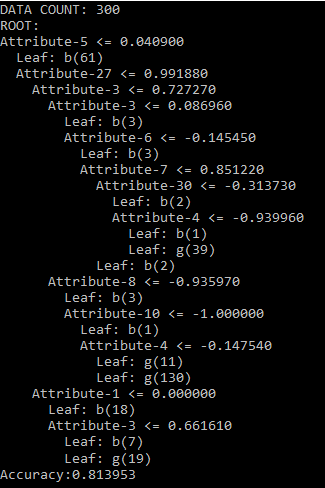 DATA COUNT: 300
ROOT:
Attribute-5 <= 0.040900
  Leaf: b(61)
  Attribute-27 <= 0.991880
    Attribute-3 <= 0.727270
      Attribute-3 <= 0.086960
        Leaf: b(3)
        Attribute-6 <= -0.145450
          Leaf: b(3)
          Attribute-7 <= 0.851220
            Attribute-30 <= -0.313730
              Leaf: b(2)
              Attribute-4 <= -0.939960
                Leaf: b(1)
                Leaf: g(39)
            Leaf: b(2)
      Attribute-8 <= -0.935970
        Leaf: b(3)
        Attribute-10 <= -1.000000
          Leaf: b(1)
          Attribute-4 <= -0.147540
            Leaf: g(11)
            Leaf: g(130)
    Attribute-1 <= 0.000000
      Leaf: b(18)
      Attribute-3 <= 0.661610
        Leaf: b(7)
        Leaf: g(19)
Accuracy:0.813953